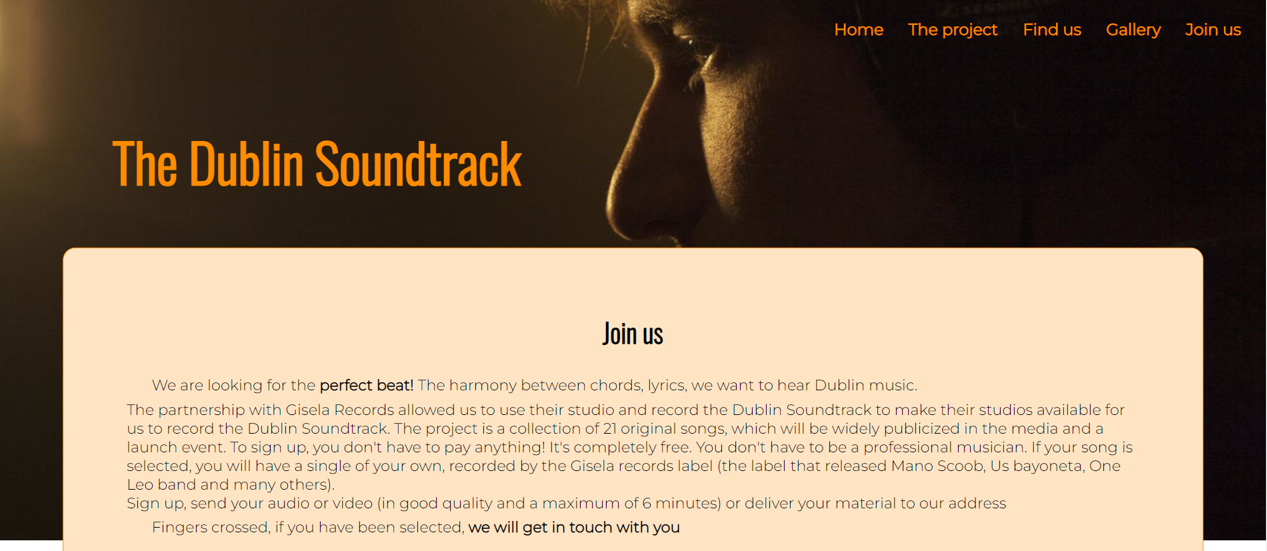 Home The project Find us Gallery Join us
The Dublin Soundtrack
Join us
We are looking for the perfect beat! The harmony between chords, lyrics, we want to hear Dublin music.
The partnership with Gisela Records allowed us to use their studio and record the Dublin Soundtrack to make their studios available for
us to record the Dublin Soundtrack. The project is a collection of 21 original songs, which will be widely publicized in the media and a
launch event. To sign up, you don't have to pay anything! It's completely free. You don't have to be a professional musician. If your song is
selected, you will have a single of your own, recorded by the Gisela records label (the label that released Mano Scoob, Us bayoneta, One
Leo band and many others).
Sign up, send your audio or video (in good quality and a maximum of 6 minutes) or deliver your material to our address
Fingers crossed, if you have been selected, we will get in touch with you